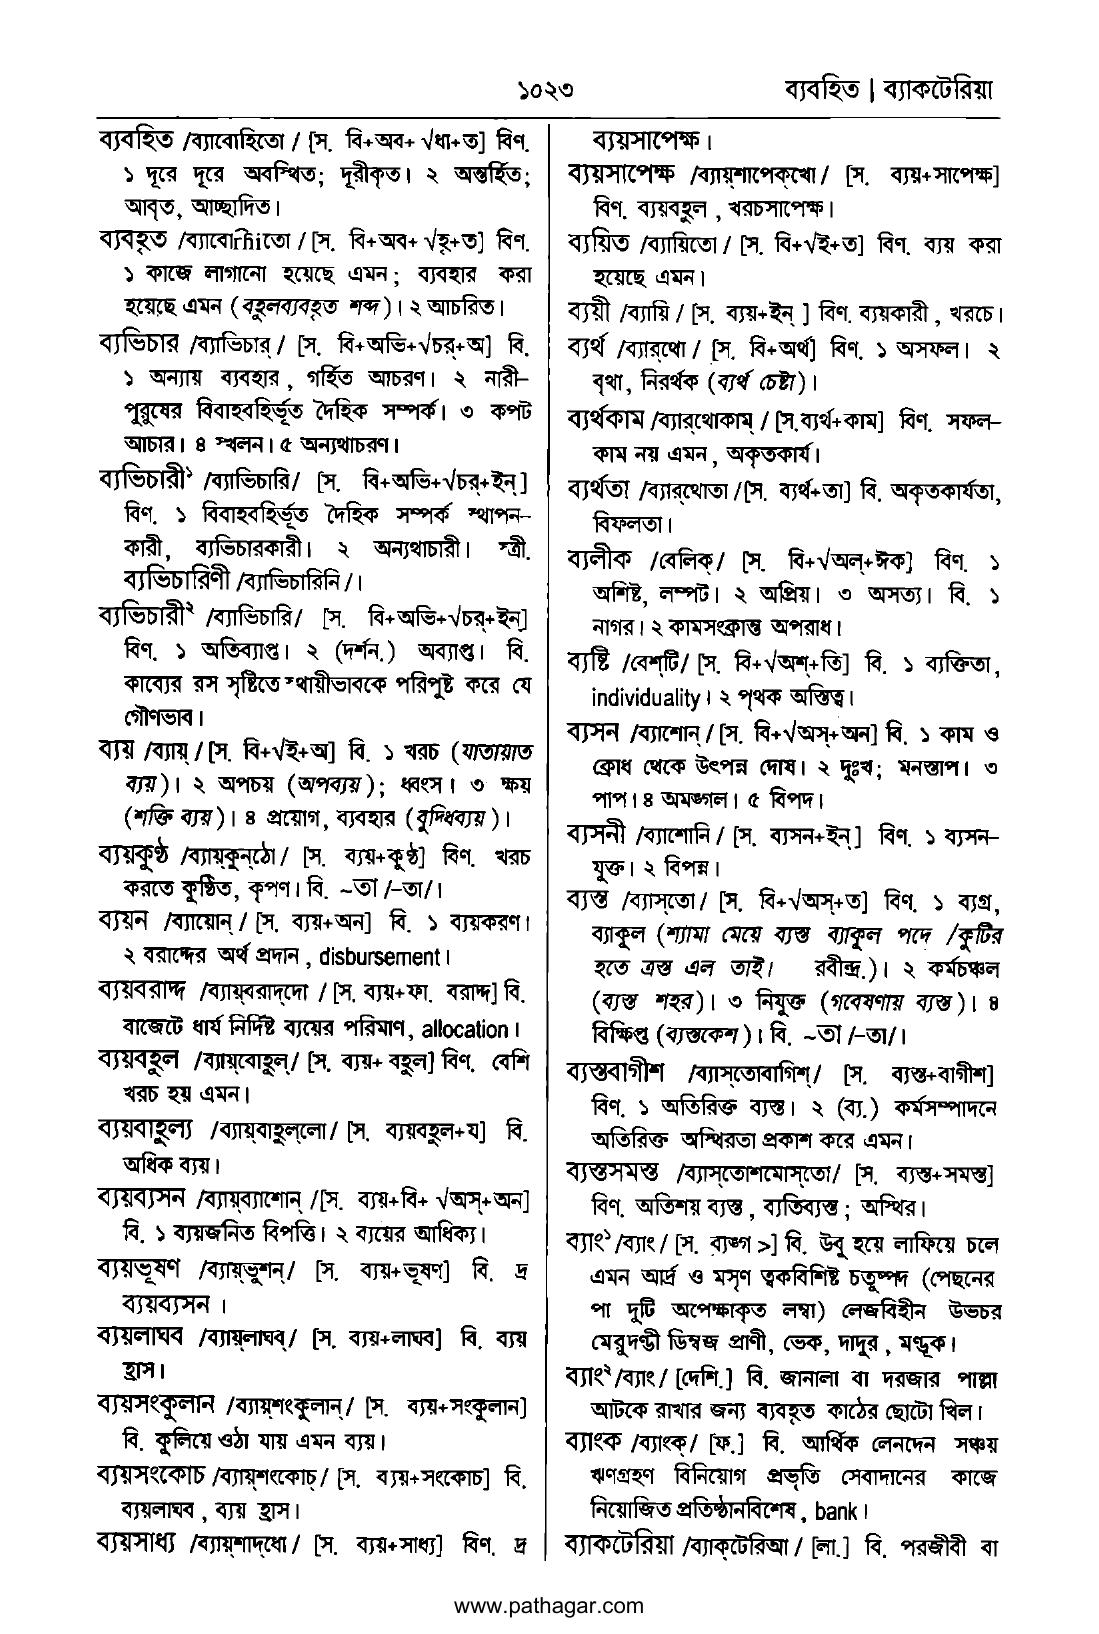 ১০২৩
ব্যবহিত | ব্যাকটেরিয়া
ব্যবহিত /ব্যাবোহিতো / [স. বি+অব+ √ধা+ত] বিণ.
১ দূরে দূরে অবস্থিত; দূরীকৃত। ২ অন্তর্হিত;
আবৃত, আচ্ছাদিত।
ব্যবহৃত /ব্যাবোrhiতো / [স. বি+অব+ √হৃ+ত] বিণ.
১ কাজে লাগানো হয়েছে এমন; ব্যবহার করা
হয়েছে এমন (বহুলব্যবহৃত শব্দ)। ২ আচরিত।
ব্যভিচার /ব্যাভিচার্ / [স. বি+অভি+√চর্+অ] বি.
১ অন্যায় ব্যবহার, গর্হিত আচরণ। ২ নারী–
পুরুষের বিবাহবহির্ভূত দৈহিক সম্পর্ক। ৩ কপট
আচার। ৪ স্খলন। ৫ অন্যথাচরণ।
ব্যভিচারী১ /ব্যাভিচারি/ [স. বি+অভি+√চর্+ইন্]
বিণ. ১ বিবাহবহির্ভূত দৈহিক সম্পর্ক স্থাপন–
কারী, ব্যভিচারকারী। ২ অন্যথাচারী। স্ত্রী.
ব্যভিচারিণী /ব্যাভিচারিনি /।
ব্যভিচারী২ /ব্যাভিচারি/ [স. বি+অভি+√চর্+ইন্]
বিণ. ১ অতিব্যাপ্ত। ২ (দর্শন.) অব্যাপ্ত। বি.
কাব্যের রস সৃষ্টিতে স্থায়ীভাবকে পরিপুষ্ট করে যে
গৌণভাব।
ব্যয় /ব্যায়্ / [স. বি+√ই+অ] বি. ১ খরচ (যাতায়াত
ব্যয়)। ২ অপচয় (অপব্যয়); ধ্বংস। ৩ ক্ষয়
(শক্তি ব্যয়)। ৪ প্রয়োগ, ব্যবহার (বুদ্ধিব্যয়)।
ব্যয়কুণ্ঠ /ব্যায়্‌কুন্‌ঠো / [স. ব্যয়+কুণ্ঠ] বিণ. খরচ
করতে কুণ্ঠিত, কৃপণ। বি. ~তা /–তা/।
ব্যয়ন /ব্যায়োন্ / [স. ব্যয়+অন] বি. ১ ব্যয়করণ।
২ বরাদ্দের অর্থ প্রদান, disbursement।
ব্যয়বরাদ্দ /ব্যায়্‌বরাদ্‌দো / [স. ব্যয়+ফা. বরাদ্দ] বি.
বাজেটে ধার্য নির্দিষ্ট ব্যয়ের পরিমাণ, allocation।
ব্যয়বহুল /ব্যায়্‌বোহুল্/ [স. ব্যয়+ বহুল] বিণ. বেশি
খরচ হয় এমন।
ব্যয়বাহুল্য /ব্যায়্‌বাহুল্‌লো / [স. ব্যয়বহুল+য] বি.
অধিক ব্যয়।
ব্যয়ব্যসন /ব্যায়্‌ব্যাশোন্ /[স. ব্যয়+বি+ √অস্+অন]
বি. ১ ব্যয়জনিত বিপত্তি। ২ ব্যয়ের আধিক্য।
ব্যয়ভূষণ /ব্যায়্‌ভুশন্/ [স. ব্যয়+ভূষণ] বি. দ্র
ব্যয়ব্যসন।
ব্যয়লাঘব /ব্যায়্‌লাঘব্/ [স. ব্যয়+লাঘব] বি. ব্যয়
হ্রাস।
ব্যয়সংকুলান /ব্যায়্‌শংকুলান্/ [স. ব্যয়+সংকুলান]
বি. কুলিয়ে ওঠা যায় এমন ব্যয়।
ব্যয়সংকোচ /ব্যায়্‌শংকোচ্ / [স. ব্যয়+সংকোচ] বি.
ব্যয়লাঘব, ব্যয় হ্রাস।
ব্যয়সাধ্য /ব্যায়্‌শাদ্‌ধো / [স. ব্যয়+সাধ্য] বিণ. দ্র
ব্যয়সাপেক্ষ।
ব্যয়সাপেক্ষ /ব্যায়্‌শাপেক্‌খো / [স. ব্যয়+সাপেক্ষ]
বিণ. ব্যয়বহুল, খরচসাপেক্ষ।
ব্যয়িত /ব্যায়িতো / [স. বি+√ই+ত] বিণ. ব্যয় করা
হয়েছে এমন।
ব্যয়ী /ব্যায়ি / [স. ব্যয়+ইন্ ] বিণ. ব্যয়কারী, খরচে।
ব্যর্থ /ব্যার্‌থো / [স. বি+অর্থ] বিণ. ১ অসফল। ২
বৃথা, নিরর্থক (ব্যর্থ চেষ্টা)।
ব্যর্থকাম /ব্যার্‌থোকাম্ / [স.ব্যর্থ+কাম] বিণ. সফল–
কাম নয় এমন, অকৃতকার্য।
ব্যর্থতা /ব্যার্‌থোতা /[স. ব্যর্থ+তা] বি. অকৃতকার্যতা,
বিফলতা।
ব্যলীক /বেলিক্/ [স. বি+√অল্+ঈক] বিণ. ১
অশিষ্ট, লম্পট। ২ অপ্রিয়। ৩ অসত্য। বি. ১
নাগর। ২ কামসংক্রান্ত অপরাধ।
ব্যষ্টি /বেশ্‌টি/ [স. বি+√অশ্+তি] বি. ১ ব্যক্তিতা,
individuality। ২ পৃথক অস্তিত্ব।
ব্যসন /ব্যাশোন্ / [স. বি+√অস্+অন] বি. ১ কাম ও
ক্রোধ থেকে উৎপন্ন দোষ। ২ দুঃখ; মনস্তাপ। ৩
পাপ। ৪ অমঙ্গল। ৫ বিপদ।
ব্যসনী /ব্যাশোনি / [স. ব্যসন+ইন্ ] বিণ. ১ ব্যসন–
যুক্ত। ২ বিপন্ন।
ব্যস্ত /ব্যাস্‌তো / [স. বি+√অস্+ত] বিণ. ১ ব্যগ্র,
ব্যাকুল (শ্যামা মেয়ে ব্যস্ত ব্যাকুল পদে /কুটির
হতে ত্রস্ত এল তাই। রবীন্দ্র.)। ২ কর্মচঞ্চল
(ব্যস্ত শহর)। ৩ নিযুক্ত (গবেষণায় ব্যস্ত)। ৪
বিক্ষিপ্ত (ব্যস্তকেশ)। বি. ~তা /–তা/।
ব্যস্তবাগীশ /ব্যাস্‌তোবাগিশ্/ [স. ব্যস্ত+বাগীশ]
বিণ. ১ অতিরিক্ত ব্যস্ত। ২ (ব্য.) কর্মসম্পাদনে
অতিরিক্ত অস্থিরতা প্রকাশ করে এমন।
ব্যস্তসমস্ত /ব্যাস্‌তোশমোস্‌তো/ [স. ব্যস্ত+সমস্ত]
বিণ. অতিশয় ব্যস্ত, ব্যতিব্যস্ত; অস্থির।
ব্যাং১ /ব্যাং / [স. ব্যঙ্গ >] বি. উবু হয়ে লাফিয়ে চলে
এমন আর্দ্র ও মসৃণ ত্বকবিশিষ্ট চতুষ্পদ (পেছনের
পা দুটি অপেক্ষাকৃত লম্বা) লেজবিহীন উভচর
মেরুদণ্ডী ডিম্বজ প্রাণী, ভেক, দাদুর, মণ্ডূক।
ব্যাং২ /ব্যাং / [দেশি.] বি. জানালা বা দরজার পাল্লা
আটকে রাখার জন্য ব্যবহৃত কাঠের ছোটো খিল।
ব্যাংক /ব্যাংক্/ [ফ.] বি. আর্থিক লেনদেন সঞ্চয়
ঋণগ্রহণ বিনিয়োগ প্রভৃতি সেবাদানের কাজে
নিয়োজিত প্রতিষ্ঠানবিশেষ, bank।
ব্যাকটেরিয়া /ব্যাক্‌টেরিআ / [লা.] বি. পরজীবী বা
www.pathagar.com